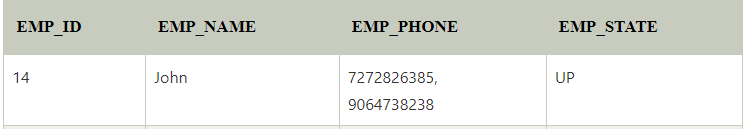 EMP_ID EMP_NAME EMP_PHONE EMP_STATE
14 John 7272826385, UP
9064738238